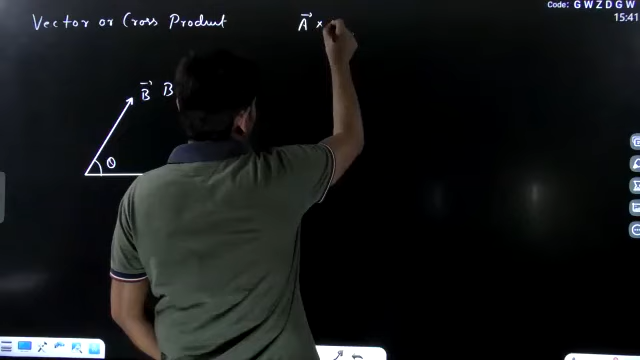 Code: G W Z D G W
15:41
Vector or Cross Product
A⃗ ×
B⃗ B
θ